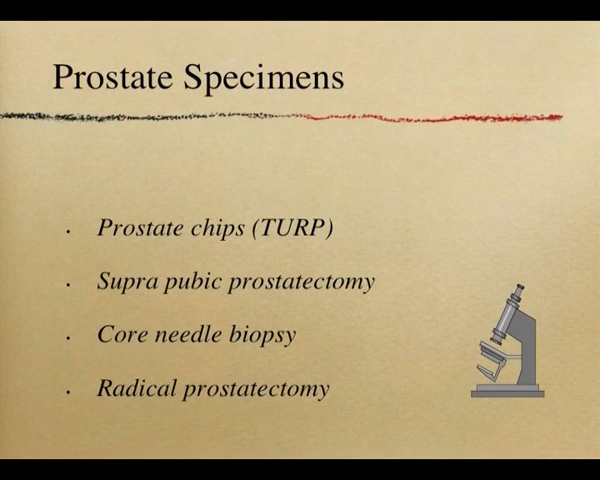 Prostate Specimens
• Prostate chips (TURP)
• Supra pubic prostatectomy
• Core needle biopsy
• Radical prostatectomy